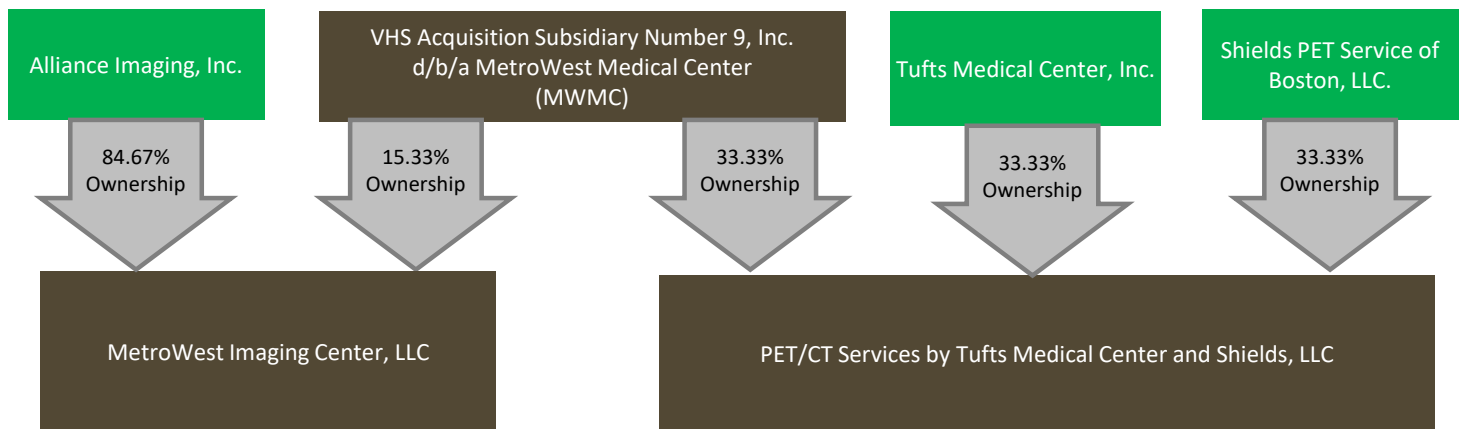 Alliance Imaging, Inc.
VHS Acquisition Subsidiary Number 9, Inc.
d/b/a MetroWest Medical Center
(MWMC)
Tufts Medical Center, Inc.
Shields PET Service of
Boston, LLC.
84.67%
Ownership
15.33%
Ownership
33.33%
Ownership
33.33%
Ownership
33.33%
Ownership
MetroWest Imaging Center, LLC
PET/CT Services by Tufts Medical Center and Shields, LLC